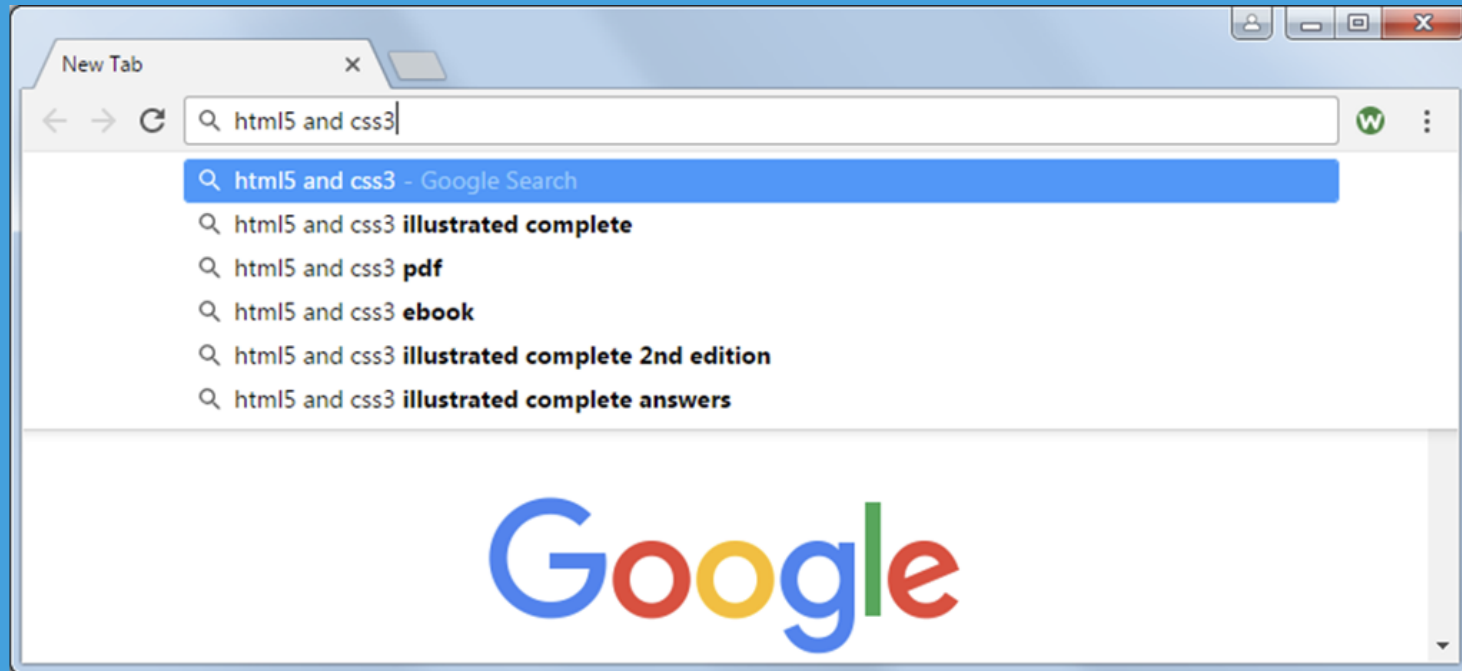 New Tab
html5 and css3
html5 and css3 - Google Search
html5 and css3 illustrated complete
html5 and css3 pdf
html5 and css3 ebook
html5 and css3 illustrated complete 2nd edition
html5 and css3 illustrated complete answers
Google